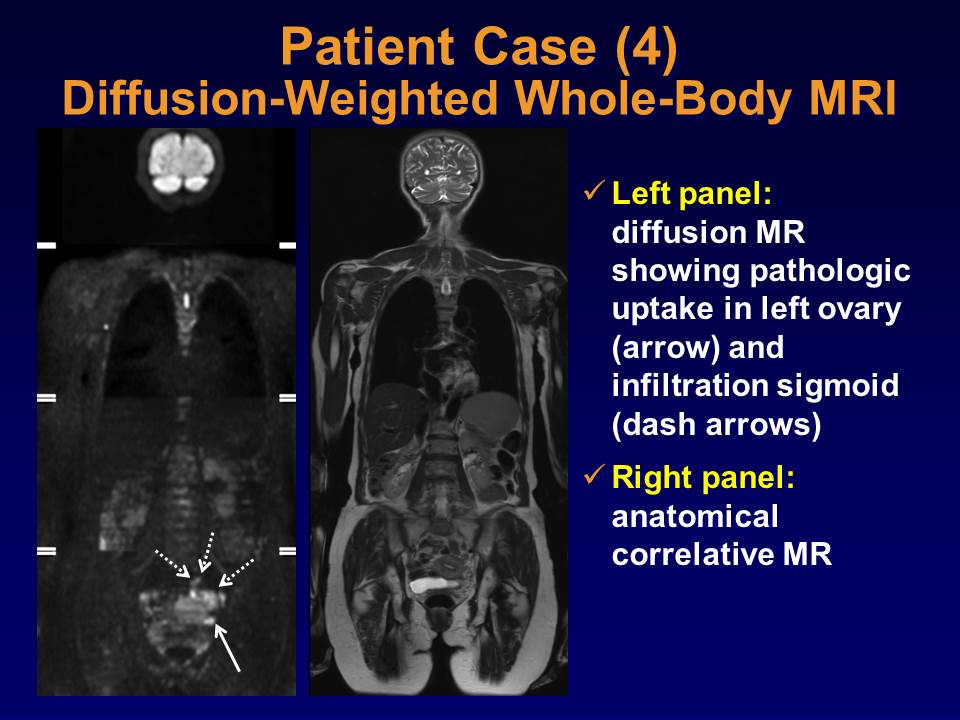 Patient Case (4)
Diffusion-Weighted Whole-Body MRI
✓ Left panel:
diffusion MR
showing pathologic
uptake in left ovary
(arrow) and
infiltration sigmoid
(dash arrows)
✓ Right panel:
anatomical
correlative MR